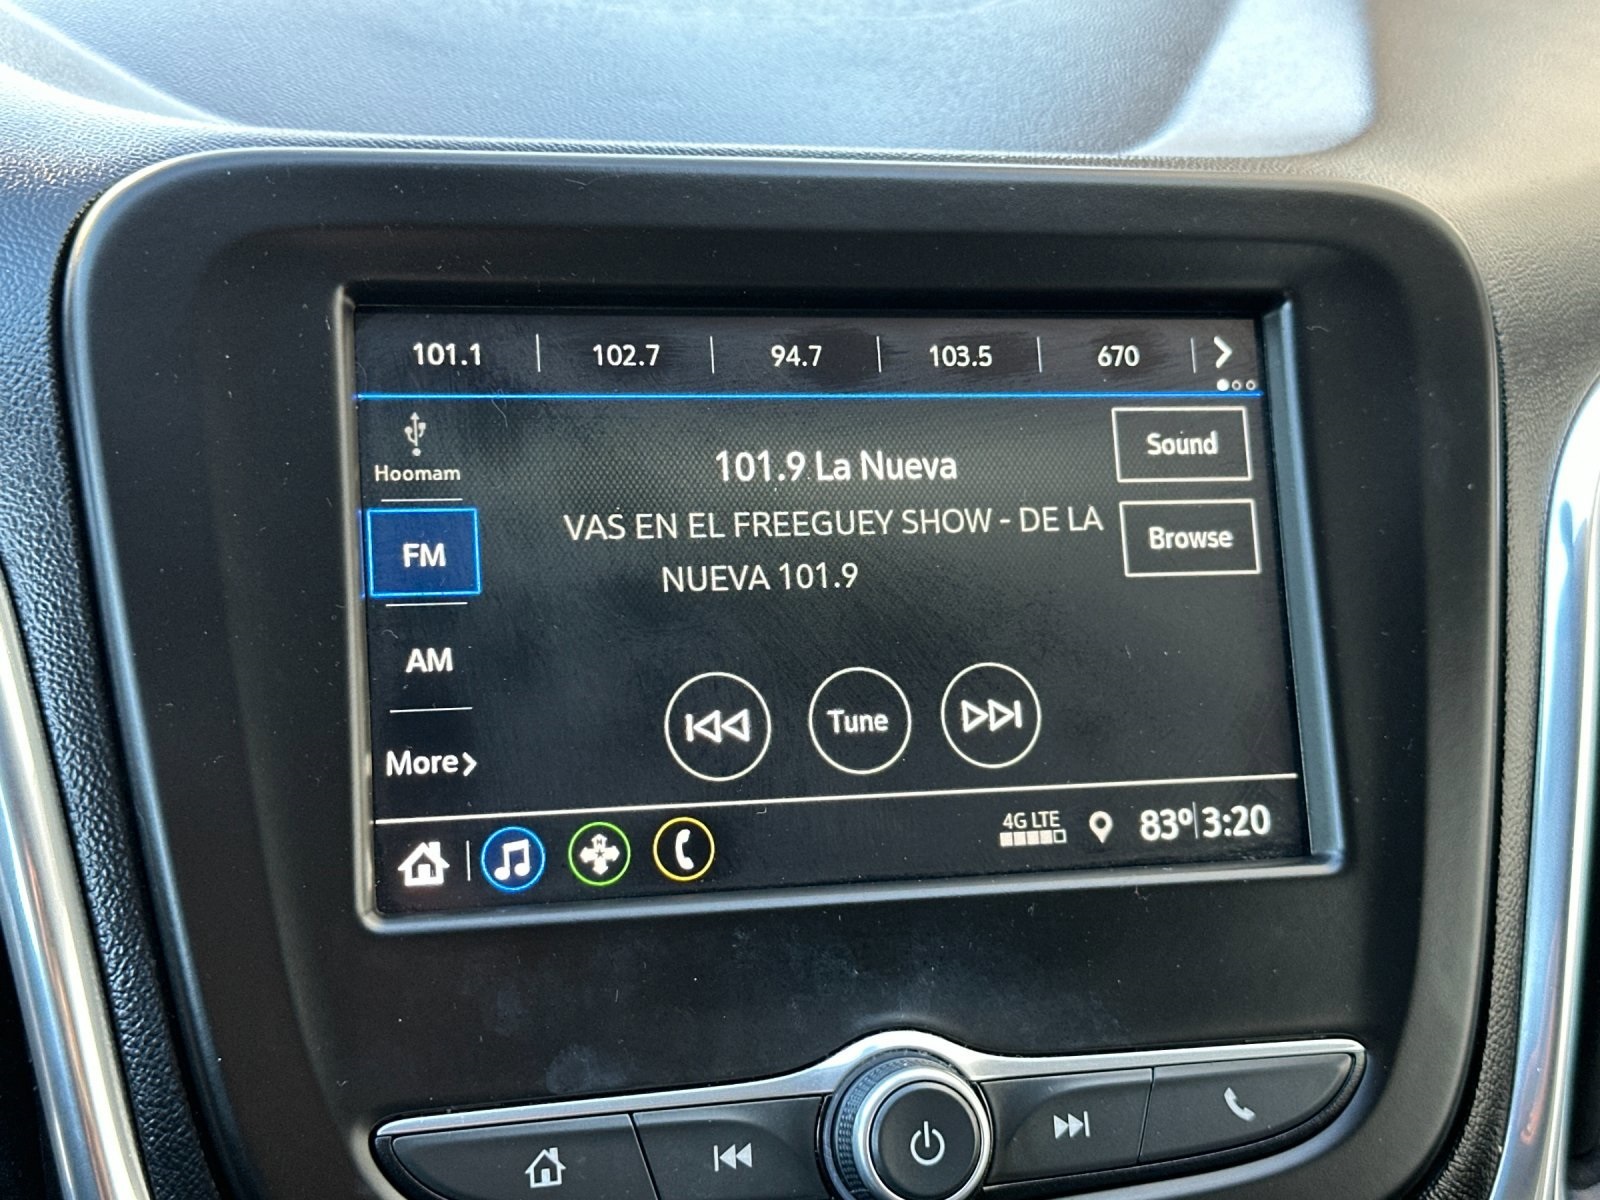 101.1 102.7 94.7 103.5 670
Hoomam
Sound
101.9 La Nueva
VAS EN EL FREEGUEY SHOW - DE LA
NUEVA 101.9
Browse
FM
AM
More
Tune
4G LTE
83° 3:20